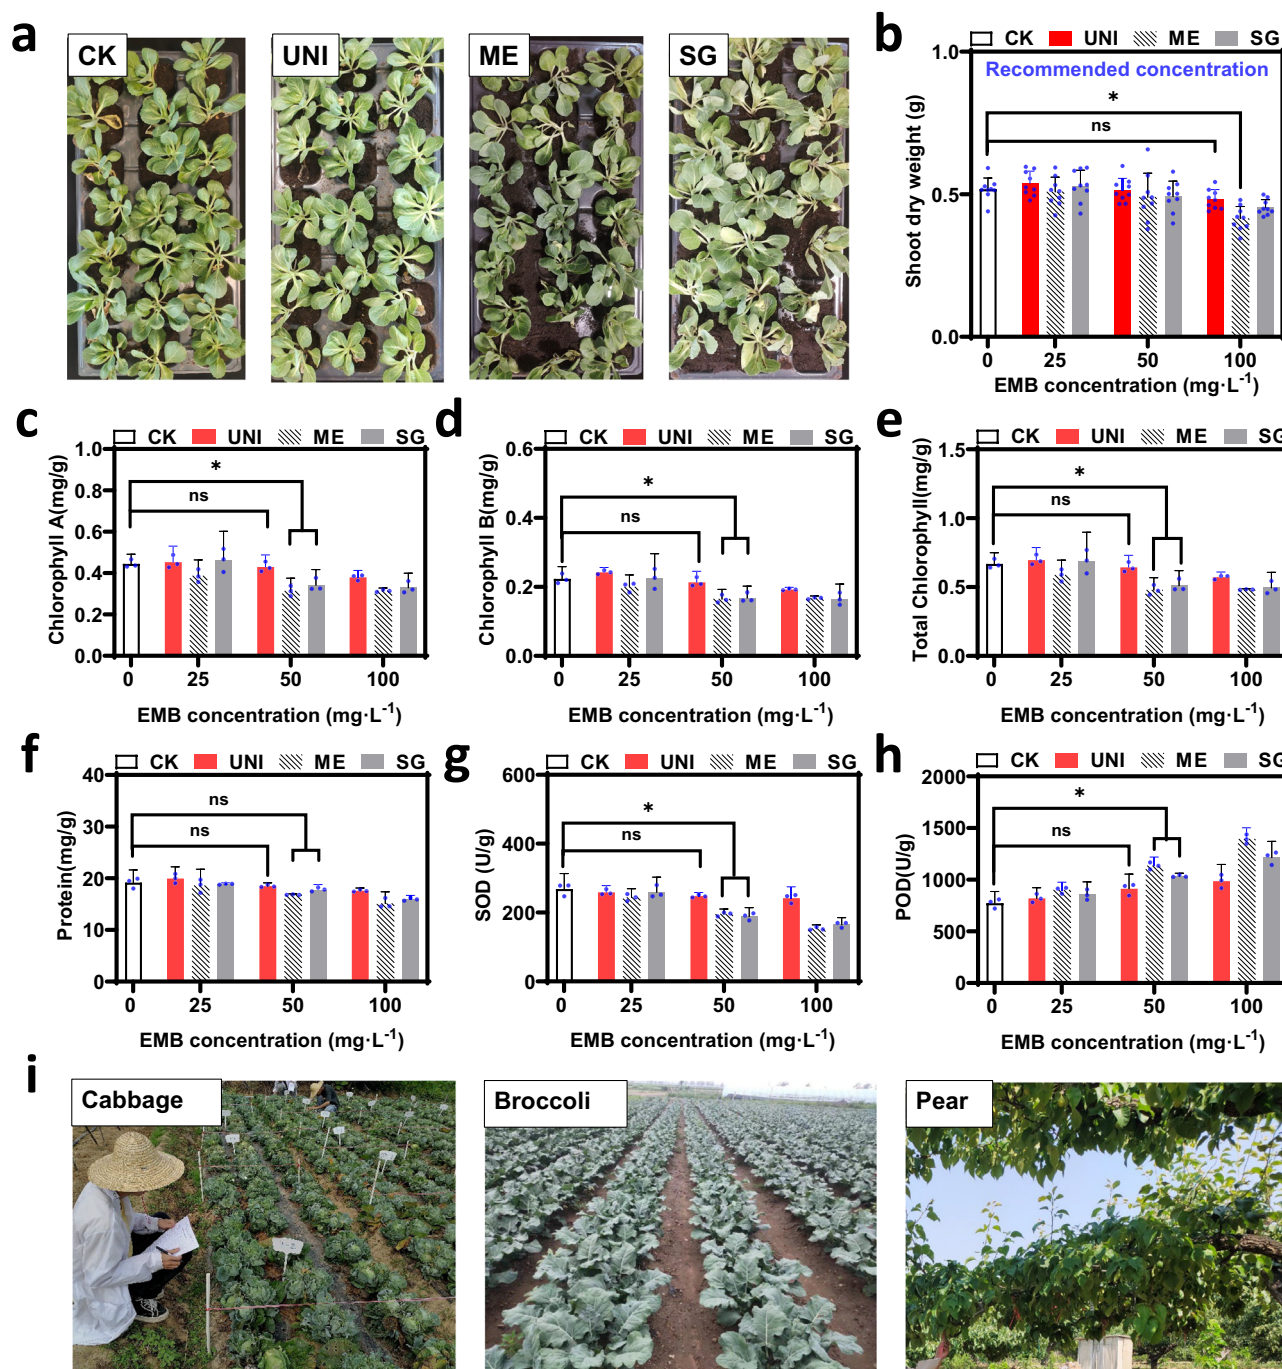 a
CK
UNI
ME
SG
b
CK UNI ME SG
Recommended concentration
*
ns
1.0
0.5
0.0
Shoot dry weight (g)
0 25 50 100
EMB concentration (mg·L⁻¹)
c
CK UNI ME SG
*
ns
1.0
0.8
0.6
0.4
0.2
0.0
Chlorophyll A(mg/g)
0 25 50 100
EMB concentration (mg·L⁻¹)
d
CK UNI ME SG
*
ns
0.6
0.4
0.2
0.0
Chlorophyll B(mg/g)
0 25 50 100
EMB concentration (mg·L⁻¹)
e
CK UNI ME SG
*
ns
1.5
1.0
0.5
0.0
Total Chlorophyll(mg/g)
0 25 50 100
EMB concentration (mg·L⁻¹)
f
CK UNI ME SG
ns
ns
40
30
20
10
0
Protein(mg/g)
0 25 50 100
EMB concentration (mg·L⁻¹)
g
CK UNI ME SG
*
ns
600
400
200
0
SOD (U/g)
0 25 50 100
EMB concentration (mg·L⁻¹)
h
CK UNI ME SG
*
ns
2000
1500
1000
500
0
POD(U/g)
0 25 50 100
EMB concentration (mg·L⁻¹)
i
Cabbage
Broccoli
Pear